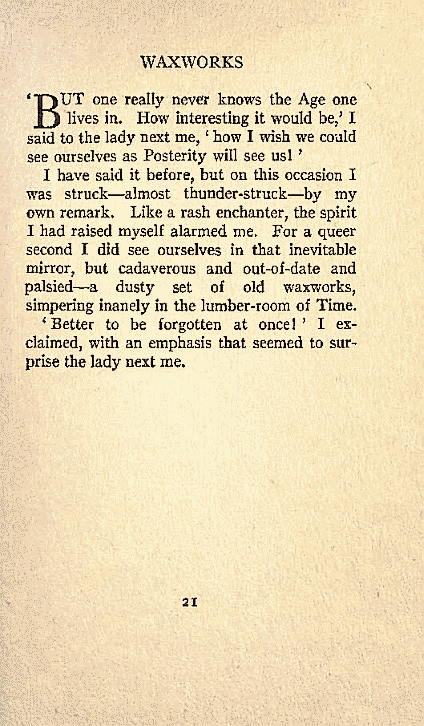 WAXWORKS
'BUT one really never knows the Age one
lives in. How interesting it would be,' I
said to the lady next me, 'how I wish we could
see ourselves as Posterity will see us!'
I have said it before, but on this occasion I
was struck—almost thunder-struck—by my
own remark. Like a rash enchanter, the spirit
I had raised myself alarmed me. For a queer
second I did see ourselves in that inevitable
mirror, but cadaverous and out-of-date and
palsied—a dusty set of old waxworks,
simpering inanely in the lumber-room of Time.
'Better to be forgotten at once!' I ex-
claimed, with an emphasis that seemed to sur-
prise the lady next me.
21